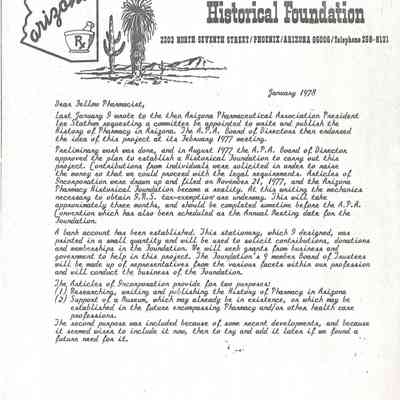 arizona
Rx
Historical Foundation
2202 NORTH SEVENTH STREET/PHOENIX/ARIZONA 86006/Telephone 258-8121
January 1978
Dear Fellow Pharmacist,
Last January I wrote to the then Arizona Pharmaceutical Association President
Tee Stathem requesting a committee be appointed to write and publish the
History of Pharmacy in Arizona. The A.P.A. Board of Directors then endorsed
the idea of this project at its February 1977 meeting.
Preliminary work was done, and in August 1977 the A.P.A. Board of Director
approved the plan to establish a Historical Foundation to carry out this
project. Contributions from individuals were solicited in order to raise
the money so that we could proceed with the legal requirements. Articles of
Incorporation were drawn up and filed on November 21, 1977, and the Arizona
Pharmacy Historical Foundation became a reality. At this writing the mechanics
necessary to obtain I.R.S. tax-exemption are underway. This will take
approximately three months, and should be completed sometime before the A.P.A.
Convention which has also been scheduled as the Annual Meeting date for the
Foundation.
A bank account has been established. This stationery, which I designed, was
printed in a small quantity and will be used to solicit contributions, donations
and memberships in the Foundation. We will seek grants from business and
government to help in this project. The Foundation's 9 member Board of Trustees
will be made up of representatives from the various facets within our profession
and will conduct the business of the Foundation.
The Articles of Incorporation provide for two purposes:
(1) Researching, writing and publishing the History of Pharmacy in Arizona
(2) Support of a Museum, which may already be in existence, or which may be
established in the future encompassing Pharmacy and/or other health care
professions.
The second purpose was included because of some recent developments, and because
it seemed wiser to include it now, then to try and add it later if we found a
future need for it.